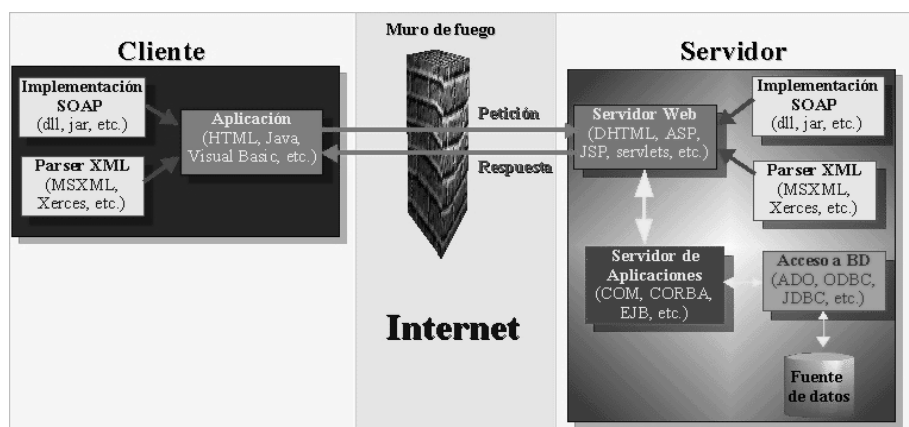 Cliente
Implementación
SOAP
(dll, jar, etc.)
Parser XML
(MSXML,
Xerces, etc.)
Aplicación
(HTML, Java,
Visual Basic, etc.)
Muro de fuego
Petición
Respuesta
Internet
Servidor
Servidor Web
(DHTML, ASP,
JSP, servlets, etc.)
Implementación
SOAP
(dll, jar, etc.)
Parser XML
(MSXML,
Xerces, etc.)
Servidor de
Aplicaciones
(COM, CORBA,
EJB, etc.)
Acceso a BD
(ADO, ODBC,
JDBC, etc.)
Fuente
de datos